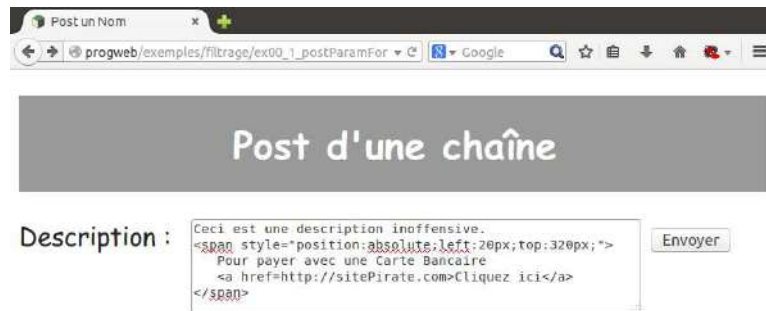 Post un Nom
progweb/exemples/filtrage/ex00_1_postParamFor
Google
Post d'une chaîne
Description :
Ceci est une description inoffensive.
<span style="position:absolute;left:20px;top:320px;">
Pour payer avec une Carte Bancaire
<a href=http://sitePirate.com>Cliquez ici</a>
</span>
Envoyer